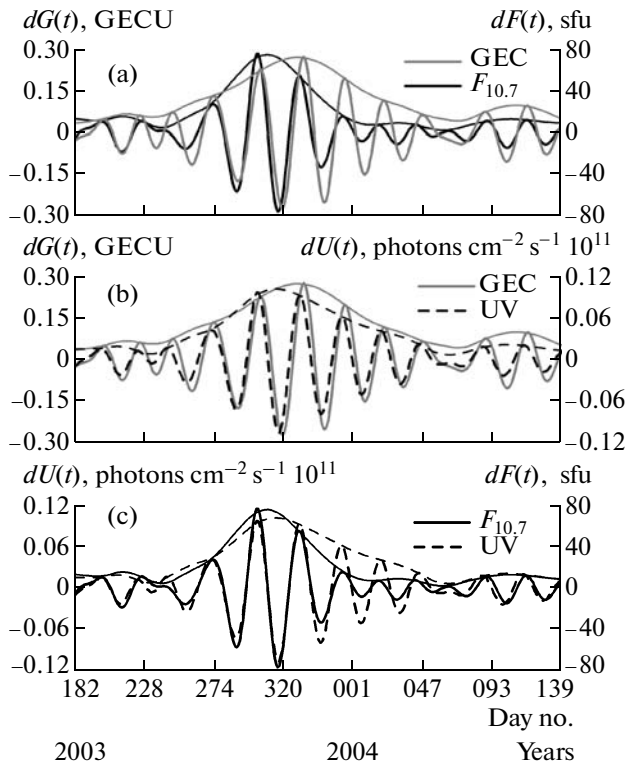 dG(t), GECU dF(t), sfu
0.30 80
(a) GEC
0.15 F10.7 40
0 0
–0.15 –40
–0.30 –80
dG(t), GECU dU(t), photons cm–2 s–1 10^11
0.30 0.12
(b) GEC
0.15 UV 0.06
0 0
–0.15 –0.06
–0.30 –0.12
dU(t), photons cm–2 s–1 10^11 dF(t), sfu
0.12 80
(c) F10.7
0.06 UV 40
0 0
–0.06 –40
–0.12 –80
182 228 274 320 001 047 093 139
Day no.
2003 2004 Years